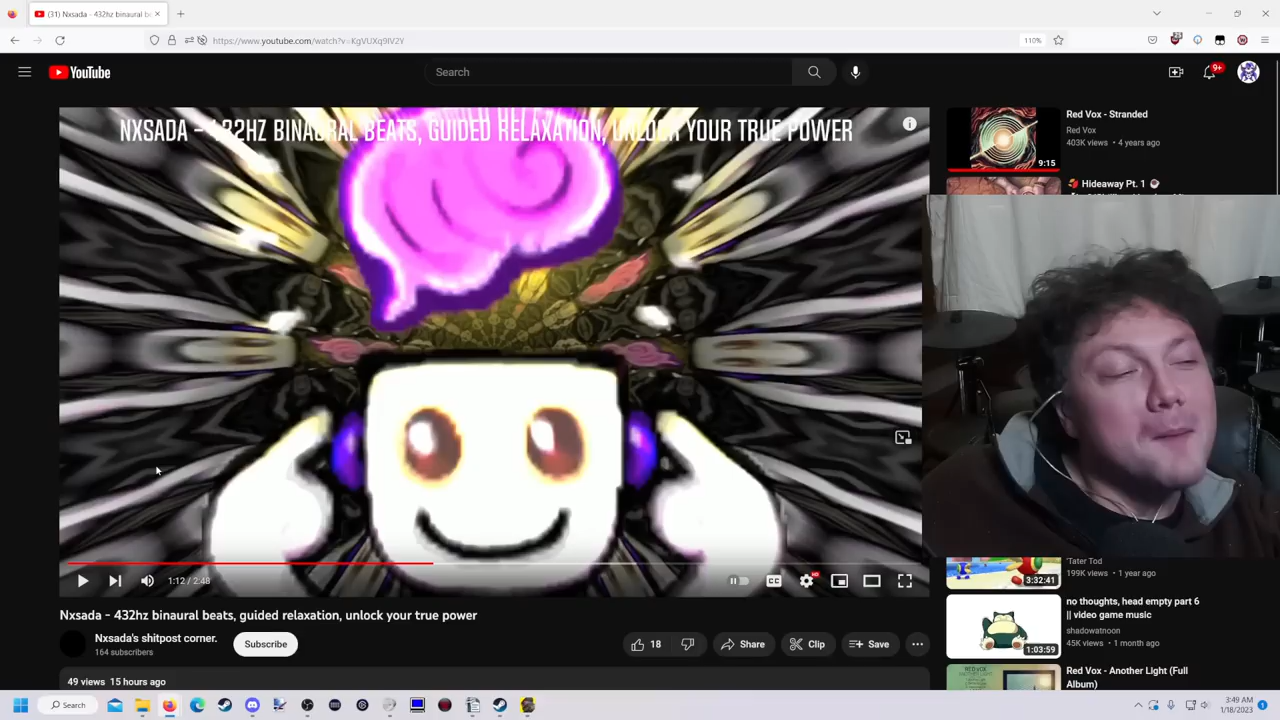 (31) Nxsada - 432hz binaural be
https://www.youtube.com/watch?v=KgVUXq9IV2Y
110%
YouTube
Search
9+
NXSADA - 432HZ BINAURAL BEATS, GUIDED RELAXATION, UNLOCK YOUR TRUE POWER
Red Vox - Stranded
Red Vox
403K views • 4 years ago
9:15
Hideaway Pt. 1
1:12 / 2:48
CC
HD
'Tater Tod
199K views • 1 year ago
3:32:41
no thoughts, head empty part 6
|| video game music
shadowatnoon
45K views • 1 month ago
1:03:59
Red Vox - Another Light (Full
Album)
Red Vox
Nxsada - 432hz binaural beats, guided relaxation, unlock your true power
Nxsada's shitpost corner.
164 subscribers
Subscribe
18
Share
Clip
Save
49 views 15 hours ago
Search
3:49 AM
1/18/2023